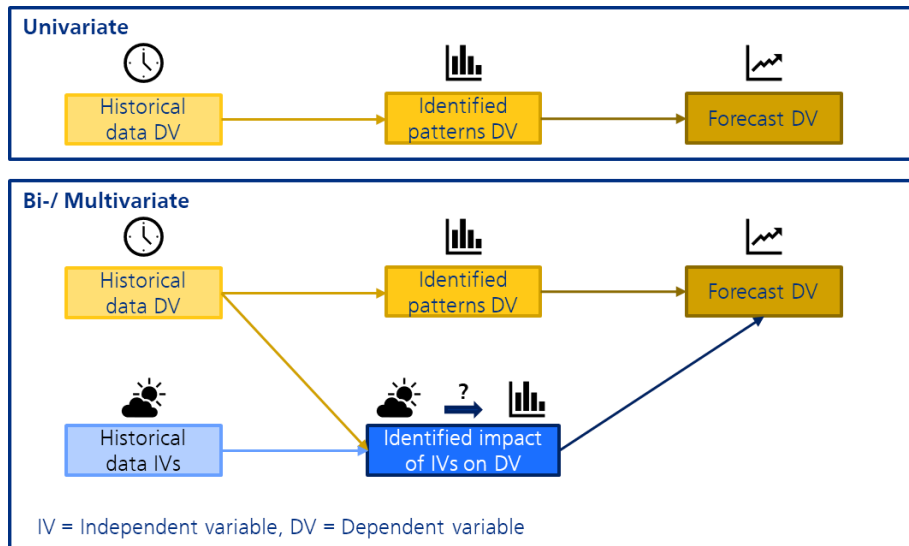 Univariate
Historical
data DV
Identified
patterns DV
Forecast DV
Bi-/ Multivariate
Historical
data DV
Identified
patterns DV
Forecast DV
?
Historical
data IVs
Identified impact
of IVs on DV
IV = Independent variable, DV = Dependent variable